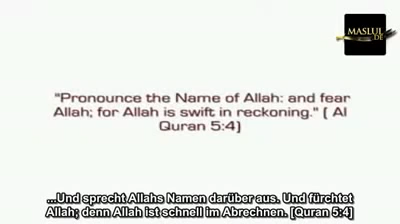 MASLUL
.DE
"Pronounce the Name of Allah: and fear
Allah; for Allah is swift in reckoning." ( Al
Quran 5:4)
...Und sprecht Allahs Namen darüber aus. Und fürchtet
Allah; denn Allah ist schnell im Abrechnen. [Quran 5:4]